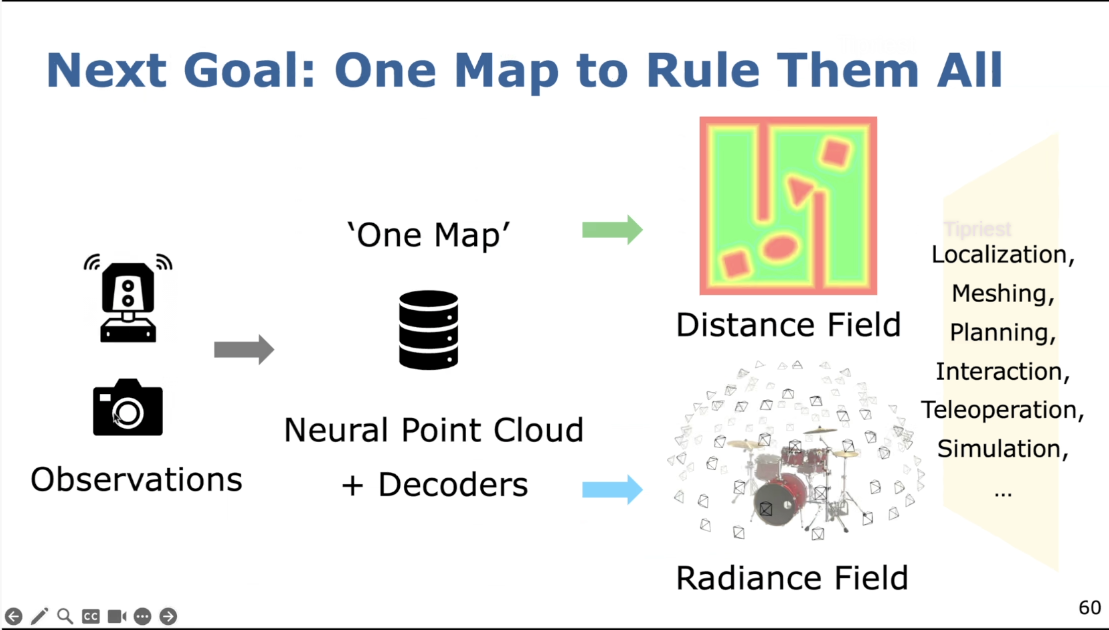 Next Goal: One Map to Rule Them All
‘One Map’
Neural Point Cloud
+ Decoders
Observations
Distance Field
Radiance Field
Tipriest
Localization,
Meshing,
Planning,
Interaction,
Teleoperation,
Simulation,
...
CC
60